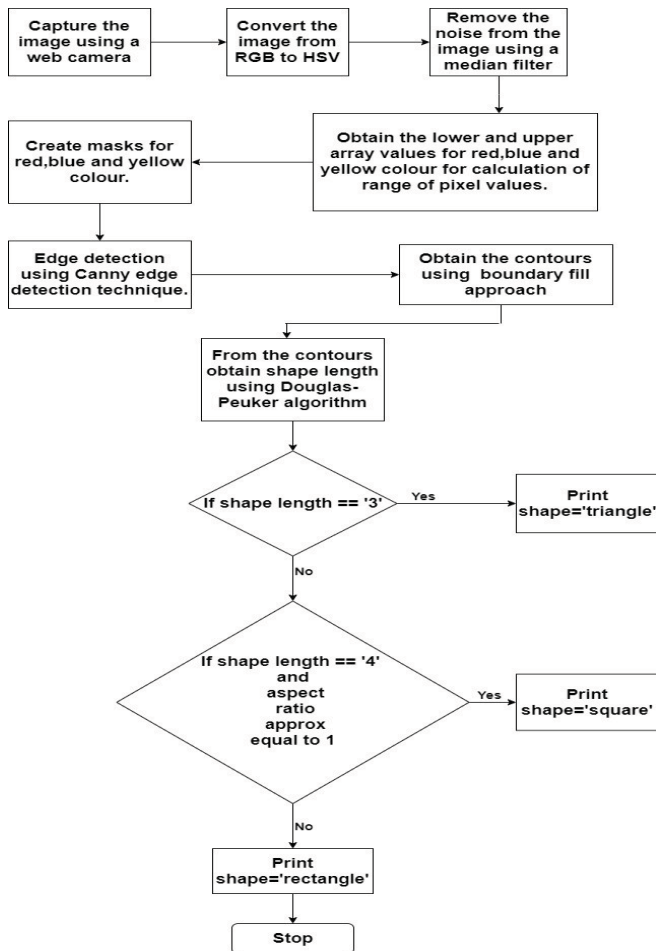 Capture the
image using a
web camera
Convert the
image from
RGB to HSV
Remove the
noise from the
image using a
median filter
Obtain the lower and upper
array values for red,blue and
yellow colour for calculation of
range of pixel values.
Create masks for
red,blue and yellow
colour.
Edge detection
using Canny edge
detection technique.
Obtain the contours
using boundary fill
approach
From the contours
obtain shape length
using Douglas-
Peuker algorithm
If shape length == '3'
Yes
Print
shape='triangle'
No
If shape length == '4'
and
aspect
ratio
approx
equal to 1
Yes
Print
shape='square'
No
Print
shape='rectangle'
Stop